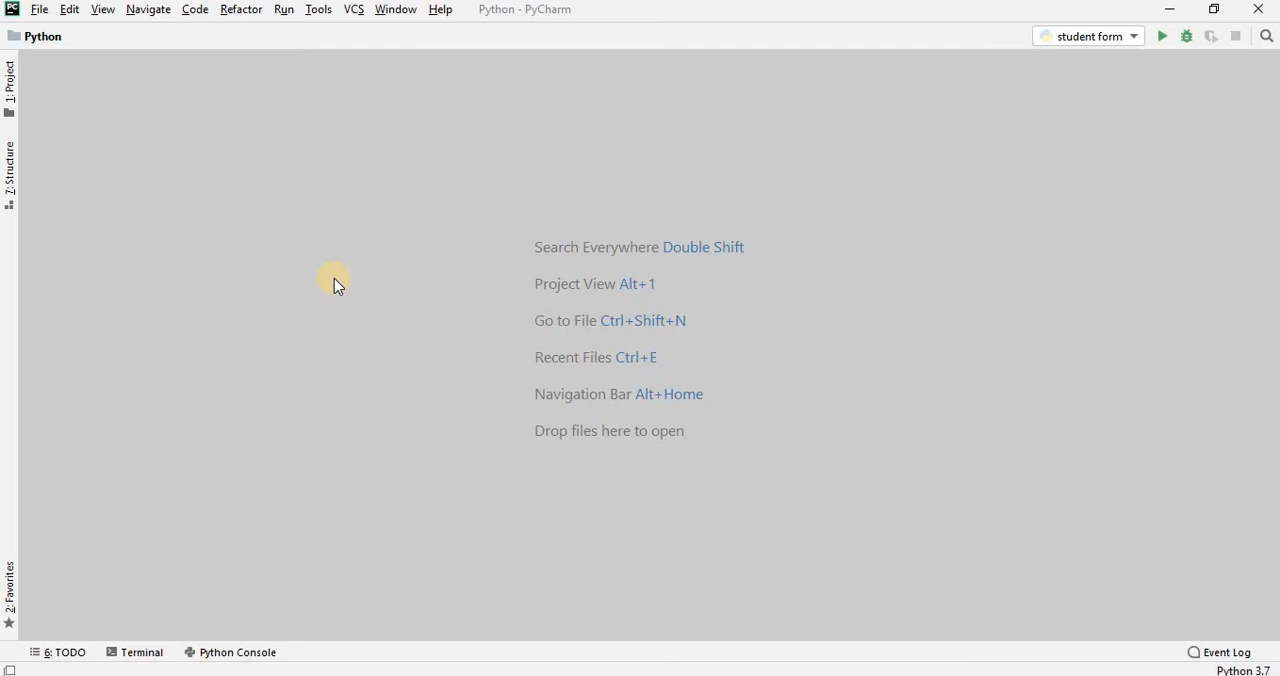 PC File Edit View Navigate Code Refactor Run Tools VCS Window Help Python - PyCharm
Python student form
1: Project
7: Structure
Search Everywhere Double Shift
Project View Alt+1
Go to File Ctrl+Shift+N
Recent Files Ctrl+E
Navigation Bar Alt+Home
Drop files here to open
2: Favorites
6: TODO Terminal Python Console Event Log
Python 3.7